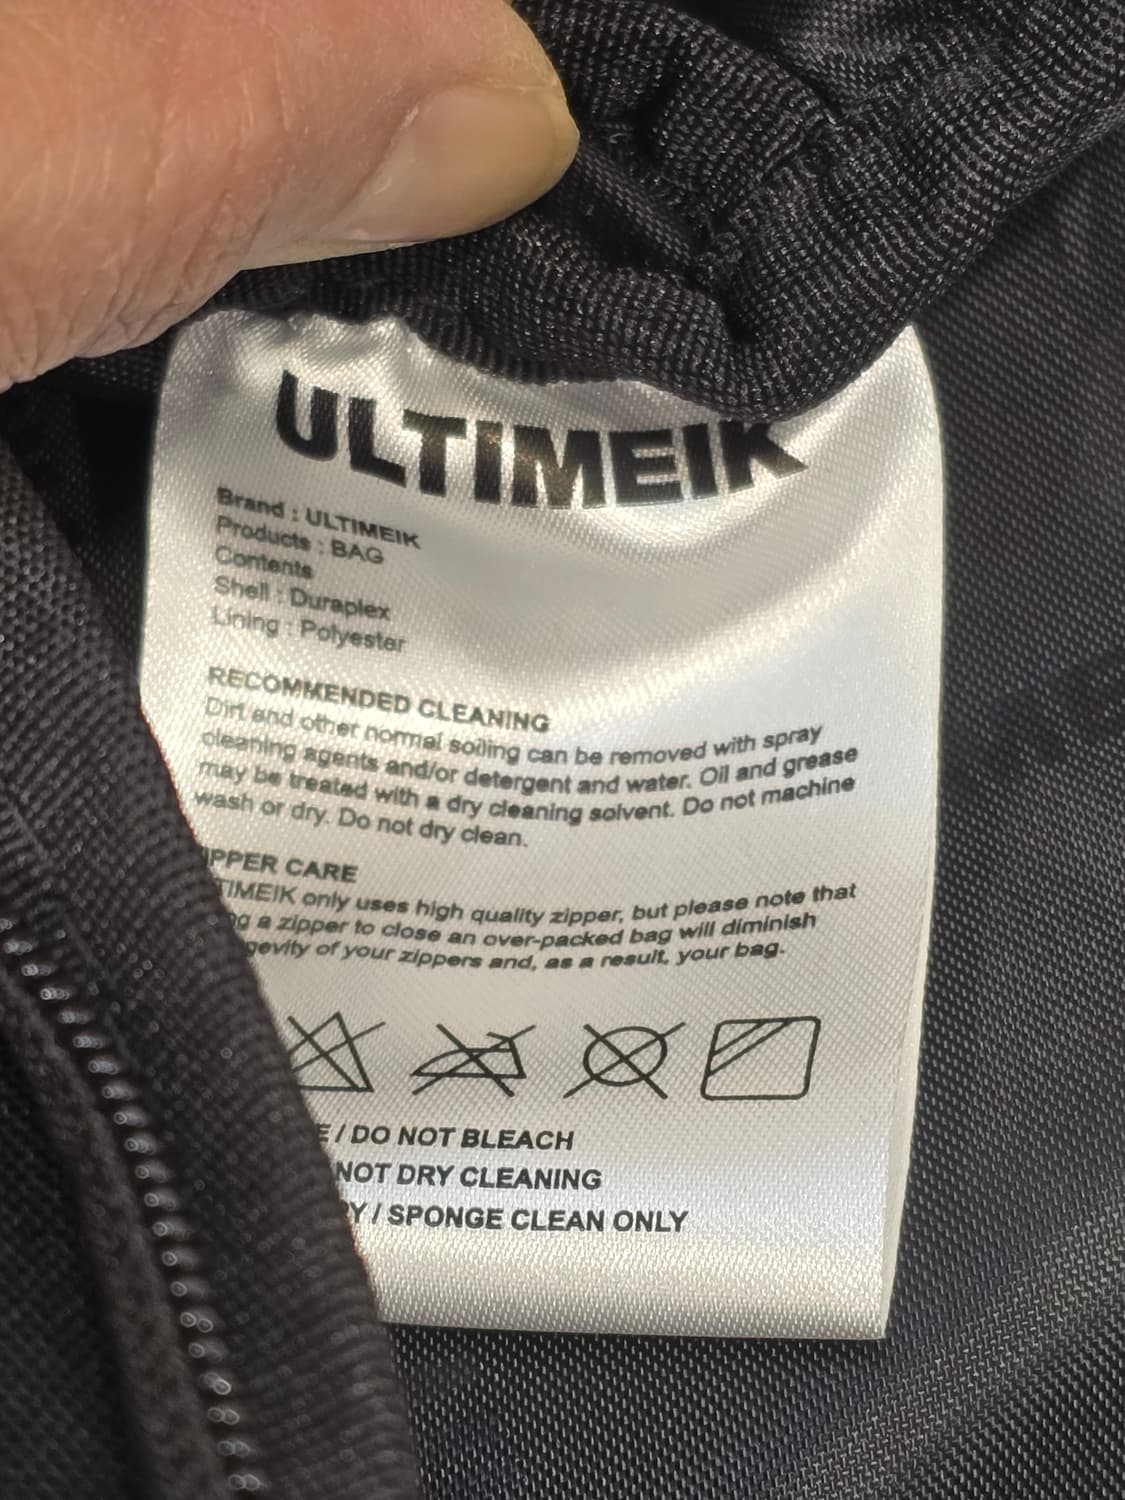 ULTIMEIK
Brand : ULTIMEIK
Products : BAG
Contents
Shell : Duraplex
Lining : Polyester
RECOMMENDED CLEANING
Dirt and other normal soiling can be removed with spray
cleaning agents and/or detergent and water. Oil and grease
may be treated with a dry cleaning solvent. Do not machine
wash or dry. Do not dry clean.
IPPER CARE
TIMEIK only uses high quality zipper, but please note that
a zipper to close an over-packed bag will diminish
gevity of your zippers and, as a result, your bag.
E / DO NOT BLEACH
NOT DRY CLEANING
Y / SPONGE CLEAN ONLY